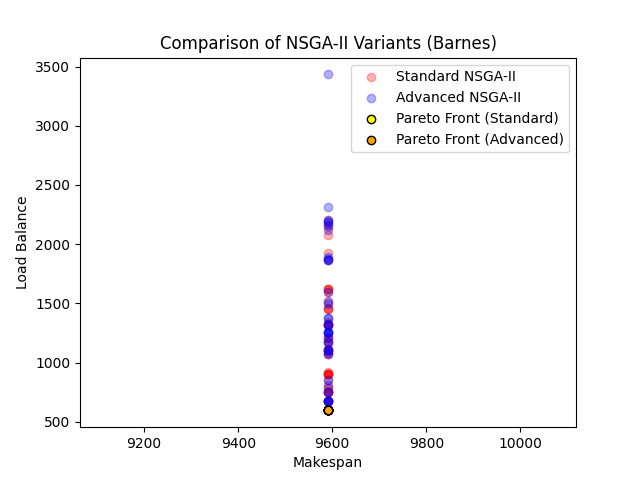 Comparison of NSGA-II Variants (Barnes)
Standard NSGA-II
Advanced NSGA-II
Pareto Front (Standard)
Pareto Front (Advanced)
Load Balance
3500
3000
2500
2000
1500
1000
500
9200 9400 9600 9800 10000
Makespan